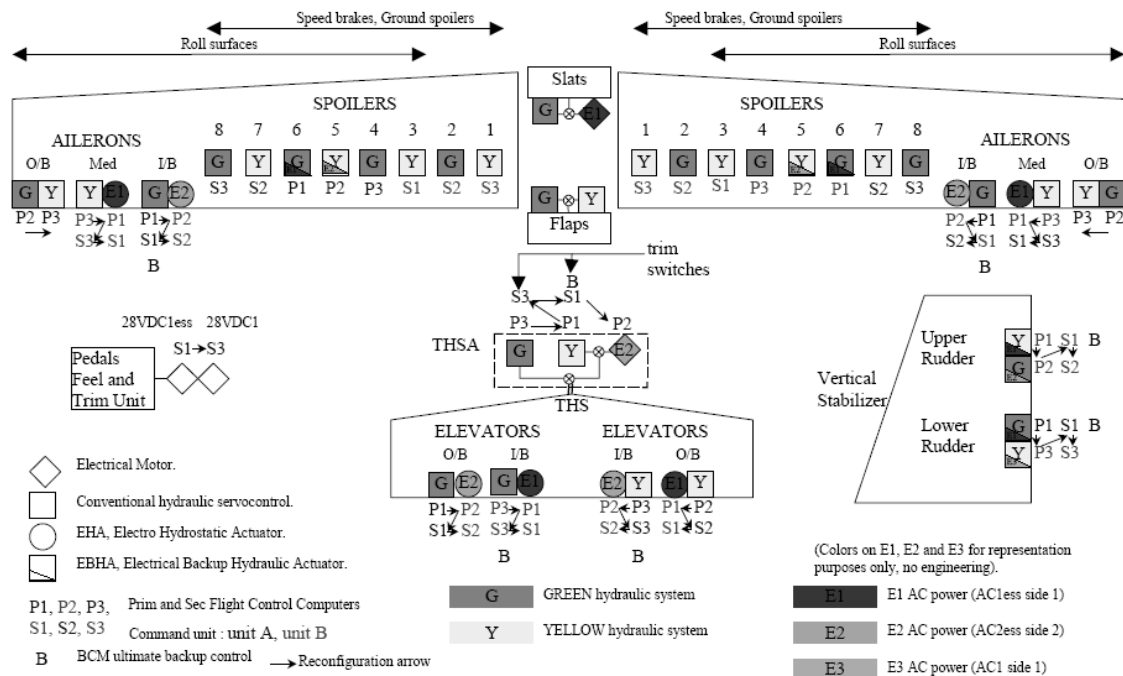 Speed brakes, Ground spoilers
Speed brakes, Ground spoilers
Roll surfaces
Roll surfaces
Slats
G E1
SPOILERS
8 7 6 5 4 3 2 1
G Y G Y G Y G Y
S3 S2 P1 P2 P3 S1 S2 S3
AILERONS
O/B Med I/B
G Y Y E1 G E2
P2 P3 P3 P1 P1 P2
S3 S1 S1 S2
B
SPOILERS
1 2 3 4 5 6 7 8
Y G Y G Y G Y G
S3 S2 S1 P3 P2 P1 S2 S3
AILERONS
I/B Med O/B
E2 G E1 Y Y G
P2 P1 P1 P3 P3 P2
S2 S1 S1 S3
B
G Y
Flaps
trim
switches
B
S3 S1
P3 P1 P2
THSA
G Y E2
THS
28VDC1ess 28VDC1
S1 S3
Pedals
Feel and
Trim Unit
ELEVATORS ELEVATORS
O/B I/B I/B O/B
G E2 G E1 E2 Y E1 Y
P1 P2 P3 P1 P2 P3 P1 P2
S1 S2 S3 S1 S2 S3 S1 S2
B B
Vertical
Stabilizer
Upper
Rudder
Y P1 S1 B
G P2 S2
Lower
Rudder
G P1 S1 B
Y P3 S3
Electrical Motor.
Conventional hydraulic servocontrol.
EHA, Electro Hydrostatic Actuator.
EBHA, Electrical Backup Hydraulic Actuator.
P1, P2, P3,
S1, S2, S3
Prim and Sec Flight Control Computers
Command unit : unit A, unit B
B BCM ultimate backup control
Reconfiguration arrow
G GREEN hydraulic system
Y YELLOW hydraulic system
(Colors on E1, E2 and E3 for representation
purposes only, no engineering).
E1 E1 AC power (AC1ess side 1)
E2 E2 AC power (AC2ess side 2)
E3 E3 AC power (AC1 side 1)